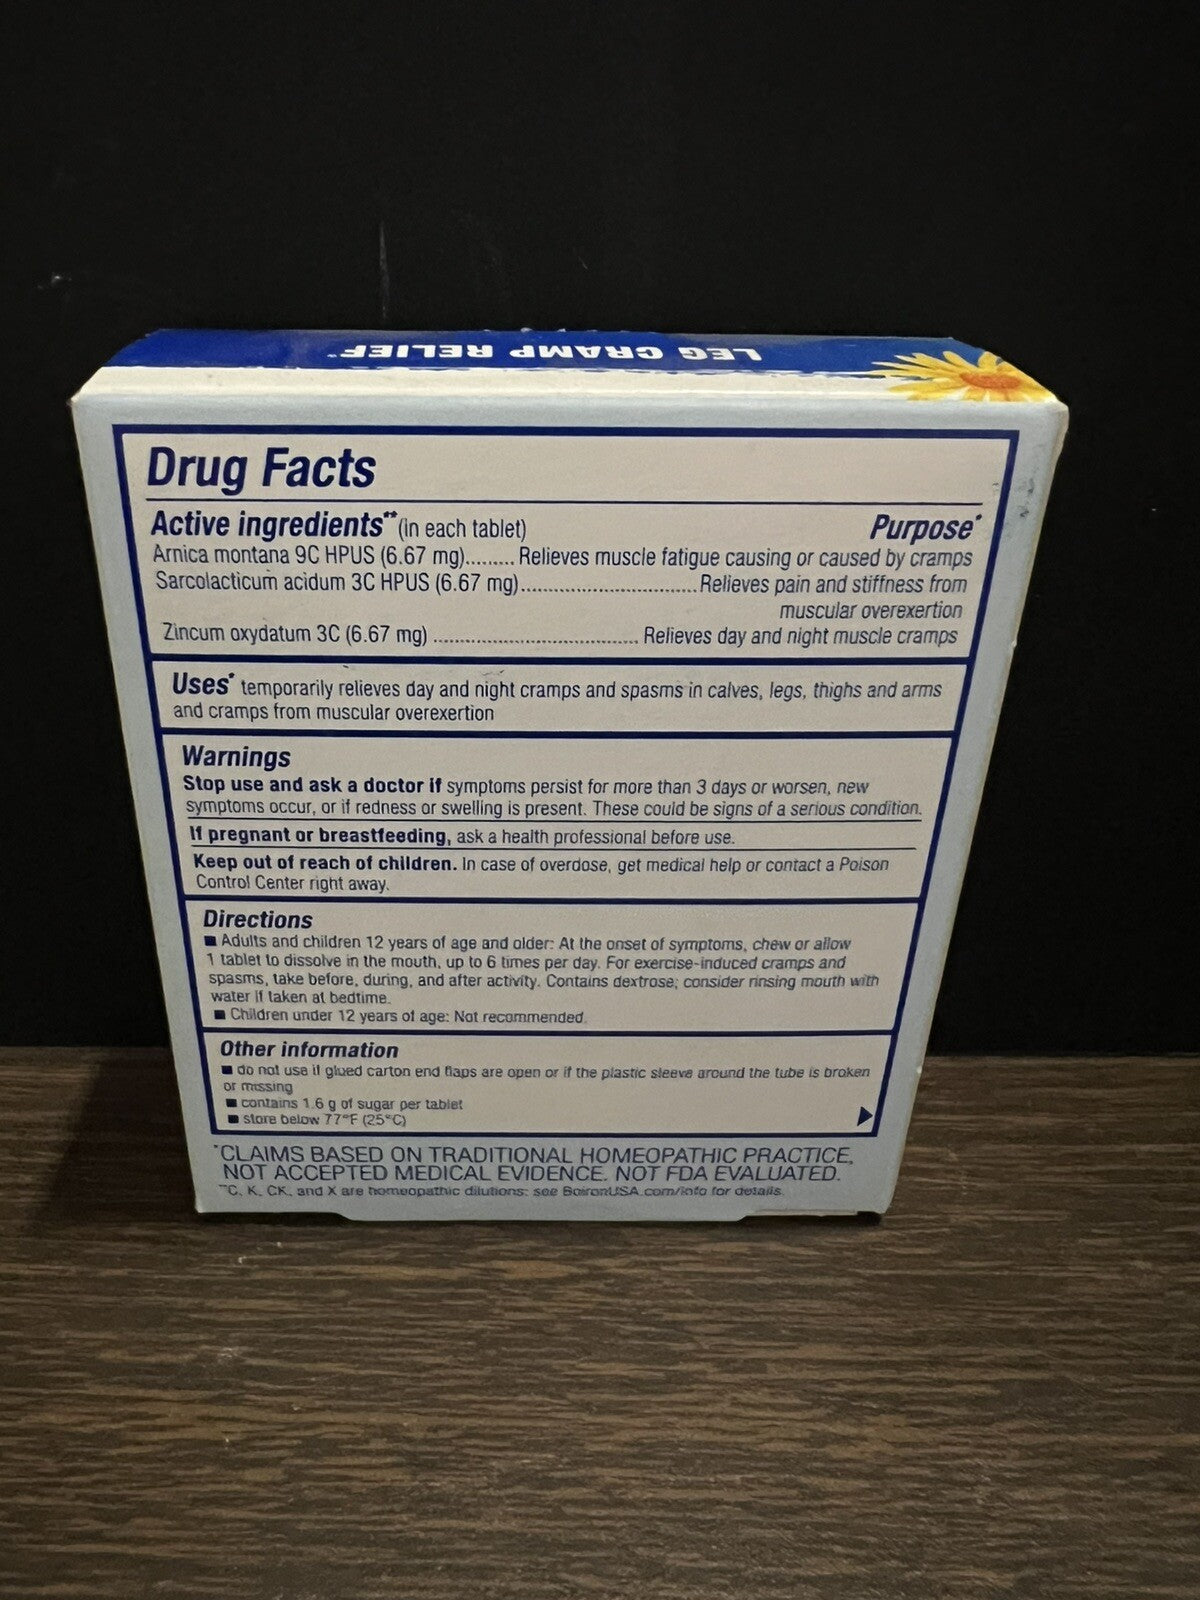 LEG CRAMP RELIEF*
Drug Facts
Active ingredients** (in each tablet) Purpose*
Arnica montana 9C HPUS (6.67 mg)......... Relieves muscle fatigue causing or caused by cramps
Sarcolacticum acidum 3C HPUS (6.67 mg)............................... Relieves pain and stiffness from
muscular overexertion
Zincum oxydatum 3C (6.67 mg) .................................... Relieves day and night muscle cramps
Uses* temporarily relieves day and night cramps and spasms in calves, legs, thighs and arms
and cramps from muscular overexertion
Warnings
Stop use and ask a doctor if symptoms persist for more than 3 days or worsen, new
symptoms occur, or if redness or swelling is present. These could be signs of a serious condition.
If pregnant or breastfeeding, ask a health professional before use.
Keep out of reach of children. In case of overdose, get medical help or contact a Poison
Control Center right away.
Directions
■ Adults and children 12 years of age and older: At the onset of symptoms, chew or allow
1 tablet to dissolve in the mouth, up to 6 times per day. For exercise-induced cramps and
spasms, take before, during, and after activity. Contains dextrose; consider rinsing mouth with
water if taken at bedtime.
■ Children under 12 years of age: Not recommended.
Other information
■ do not use if glued carton end flaps are open or if the plastic sleeve around the tube is broken
or missing
■ contains 1.6 g of sugar per tablet
■ store below 77°F (25°C)
*CLAIMS BASED ON TRADITIONAL HOMEOPATHIC PRACTICE,
NOT ACCEPTED MEDICAL EVIDENCE. NOT FDA EVALUATED.
**C, K, CK, and X are homeopathic dilutions: see BoironUSA.com/info for details.